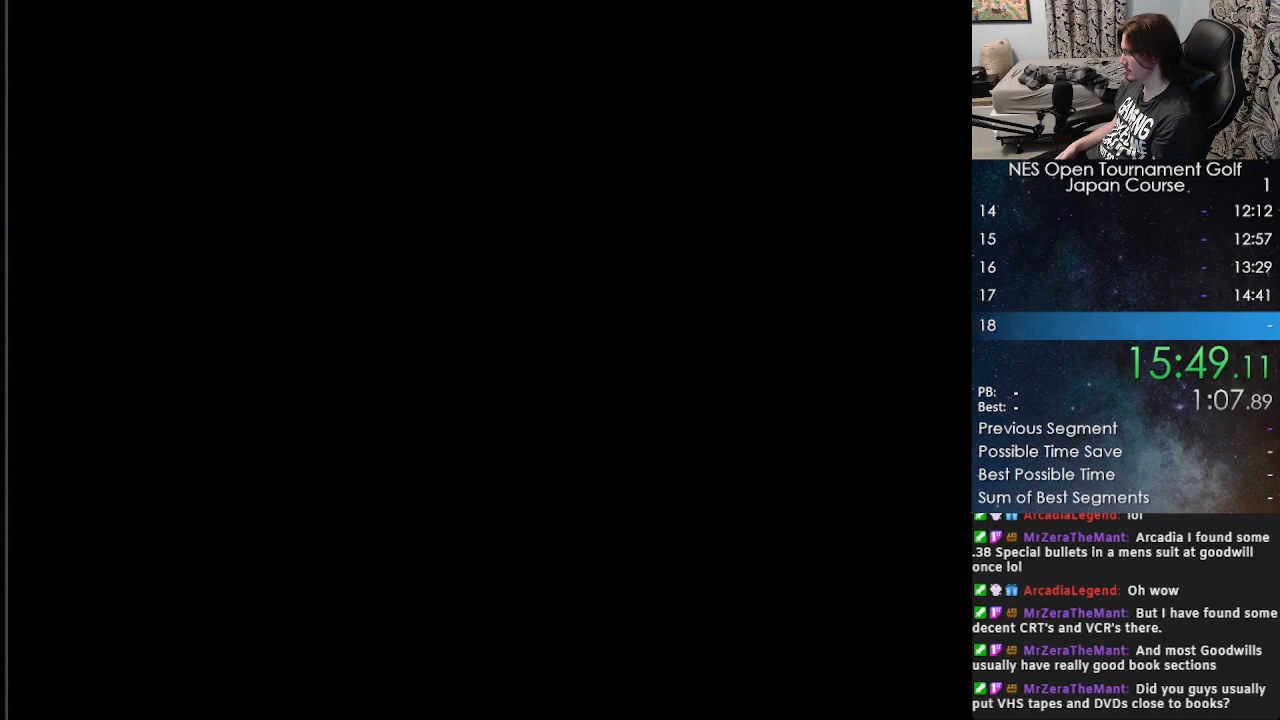 NES Open Tournament Golf
Japan Course 1
14 - 12:12
15 - 12:57
16 - 13:29
17 - 14:41
18 -
15:49.11
PB: -
1:07.89
Best: -
Previous Segment -
Possible Time Save -
Best Possible Time -
Sum of Best Segments -
ArcadiaLegend: lol
MrZeraTheMant: Arcadia I found some
.38 Special bullets in a mens suit at goodwill
once lol
ArcadiaLegend: Oh wow
MrZeraTheMant: But I have found some
decent CRT's and VCR's there.
MrZeraTheMant: And most Goodwills
usually have really good book sections
MrZeraTheMant: Did you guys usually
put VHS tapes and DVDs close to books?